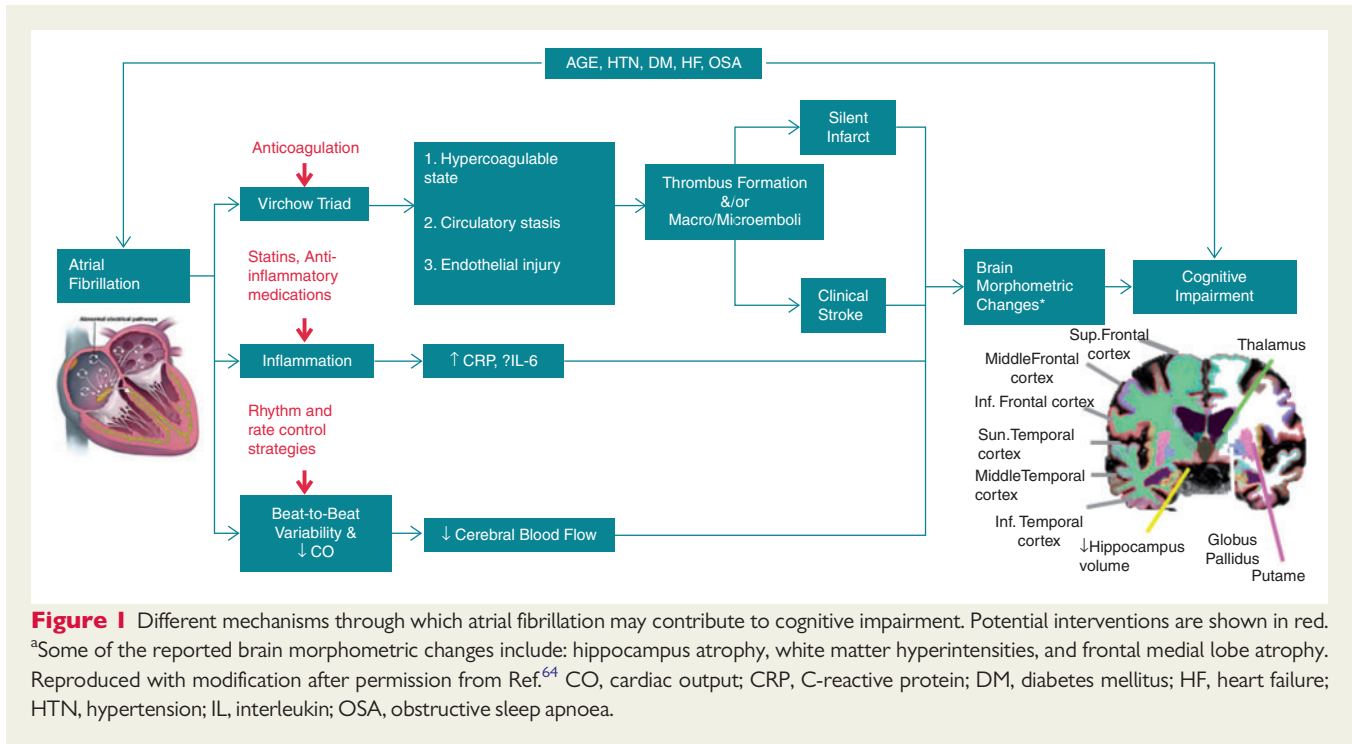 AGE, HTN, DM, HF, OSA
Silent
Infarct
Anticoagulation
1. Hypercoagulable
state
2. Circulatory stasis
3. Endothelial injury
Virchow Triad
Thrombus Formation
&/or
Macro/Microemboli
Statins, Anti-
inflammatory
medications
Atrial
Fibrillation
Clinical
Stroke
Brain
Morphometric
Changes*
Cognitive
Impairment
Abnormal electrical pathways
Inflammation
↑ CRP, ?IL-6
Rhythm and
rate control
strategies
Beat-to-Beat
Variability &
↓ CO
↓ Cerebral Blood Flow
Sup.Frontal
cortex
Thalamus
MiddleFrontal
cortex
Inf. Frontal cortex
Sun.Temporal
cortex
MiddleTemporal
cortex
Inf. Temporal
cortex
↓Hippocampus
volume
Globus
Pallidus
Putame
Figure 1 Different mechanisms through which atrial fibrillation may contribute to cognitive impairment. Potential interventions are shown in red.
ᵃSome of the reported brain morphometric changes include: hippocampus atrophy, white matter hyperintensities, and frontal medial lobe atrophy.
Reproduced with modification after permission from Ref.⁶⁴ CO, cardiac output; CRP, C-reactive protein; DM, diabetes mellitus; HF, heart failure;
HTN, hypertension; IL, interleukin; OSA, obstructive sleep apnoea.